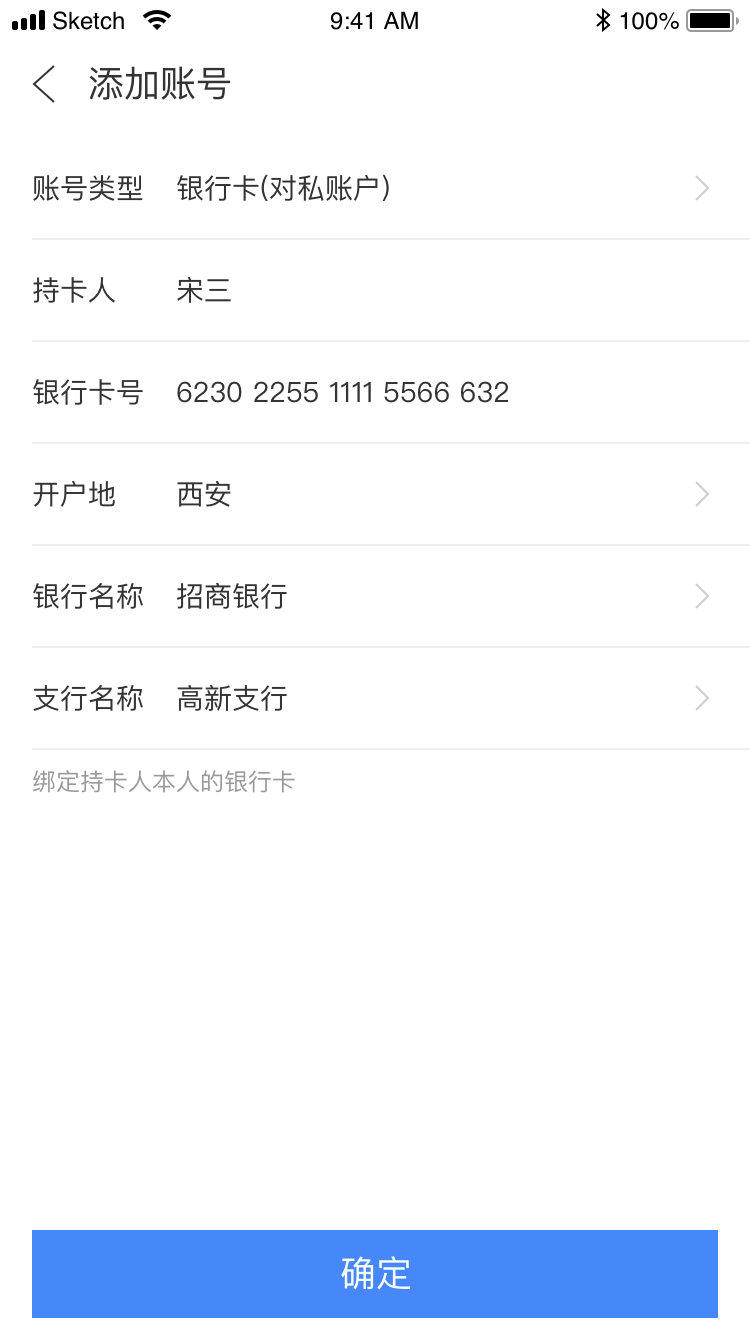 Sketch 9:41 AM 100%
添加账号
账号类型 银行卡(对私账户)
持卡人 宋三
银行卡号 6230 2255 1111 5566 632
开户地 西安
银行名称 招商银行
支行名称 高新支行
绑定持卡人本人的银行卡
确定